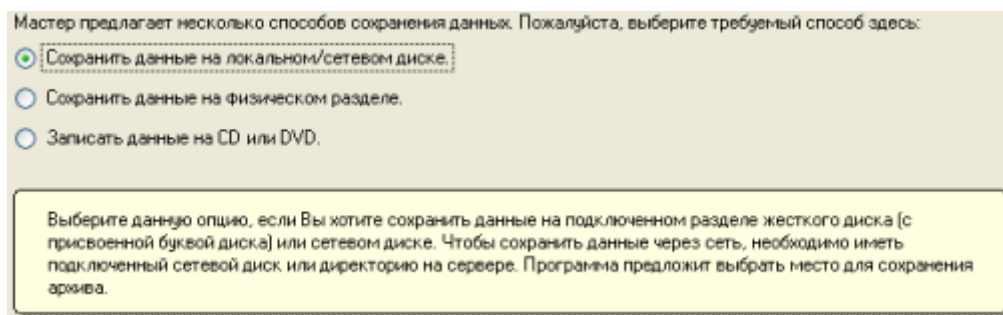 Мастер предлагает несколько способов сохранения данных. Пожалуйста, выберите требуемый способ здесь:
Сохранить данные на локальном/сетевом диске.
Сохранить данные на физическом разделе.
Записать данные на CD или DVD.
Выберите данную опцию, если Вы хотите сохранить данные на подключенном разделе жесткого диска (с
присвоенной буквой диска) или сетевом диске. Чтобы сохранить данные через сеть, необходимо иметь
подключенный сетевой диск или директорию на сервере. Программа предложит выбрать место для сохранения
архива.